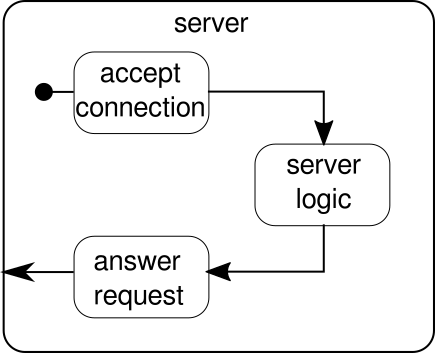 server
accept
connection
server
logic
answer
request